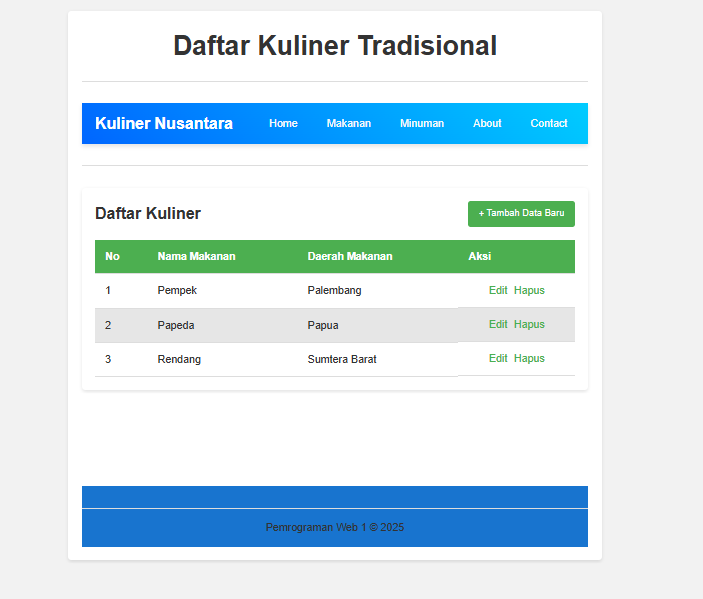 Daftar Kuliner Tradisional
Kuliner Nusantara Home Makanan Minuman About Contact
Daftar Kuliner + Tambah Data Baru
No Nama Makanan Daerah Makanan Aksi
1 Pempek Palembang Edit Hapus
2 Papeda Papua Edit Hapus
3 Rendang Sumtera Barat Edit Hapus
Pemrograman Web 1 © 2025